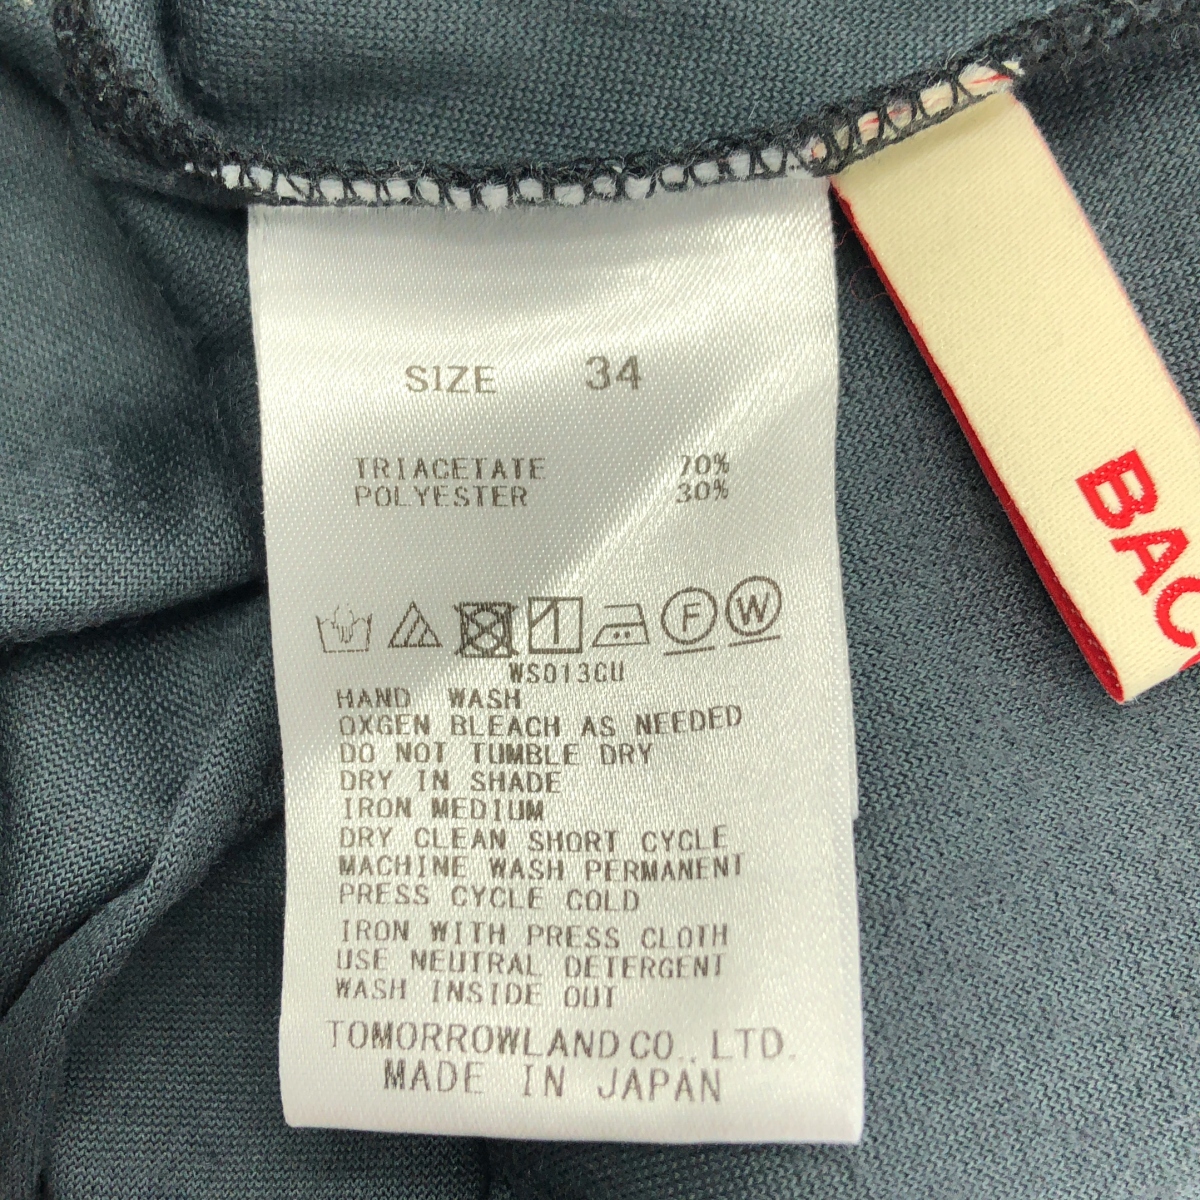 SIZE 34
TRIACETATE 70%
POLYESTER 30%
F W
WS013CU
HAND WASH
OXGEN BLEACH AS NEEDED
DO NOT TUMBLE DRY
DRY IN SHADE
IRON MEDIUM
DRY CLEAN SHORT CYCLE
MACHINE WASH PERMANENT
PRESS CYCLE COLD
IRON WITH PRESS CLOTH
USE NEUTRAL DETERGENT
WASH INSIDE OUT
TOMORROWLAND CO., LTD.
MADE IN JAPAN
BAC